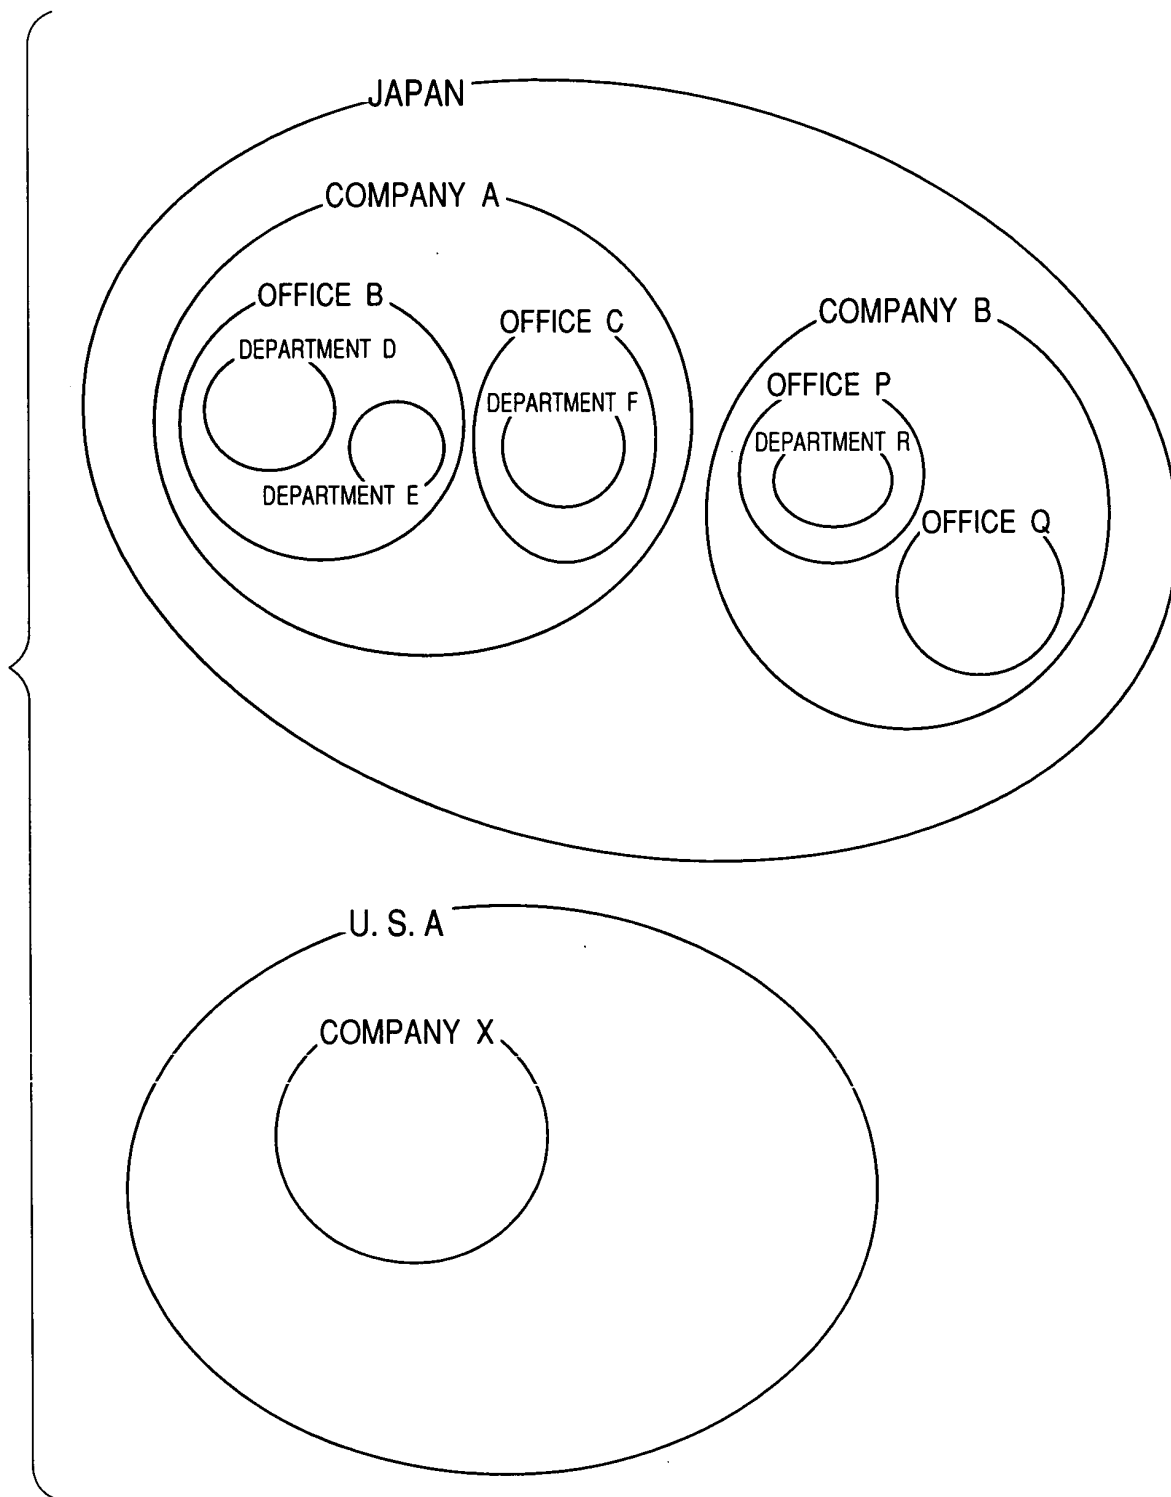 JAPAN
COMPANY A
OFFICE B
DEPARTMENT D
DEPARTMENT E
OFFICE C
DEPARTMENT F
COMPANY B
OFFICE P
DEPARTMENT R
OFFICE Q
U. S. A
COMPANY X